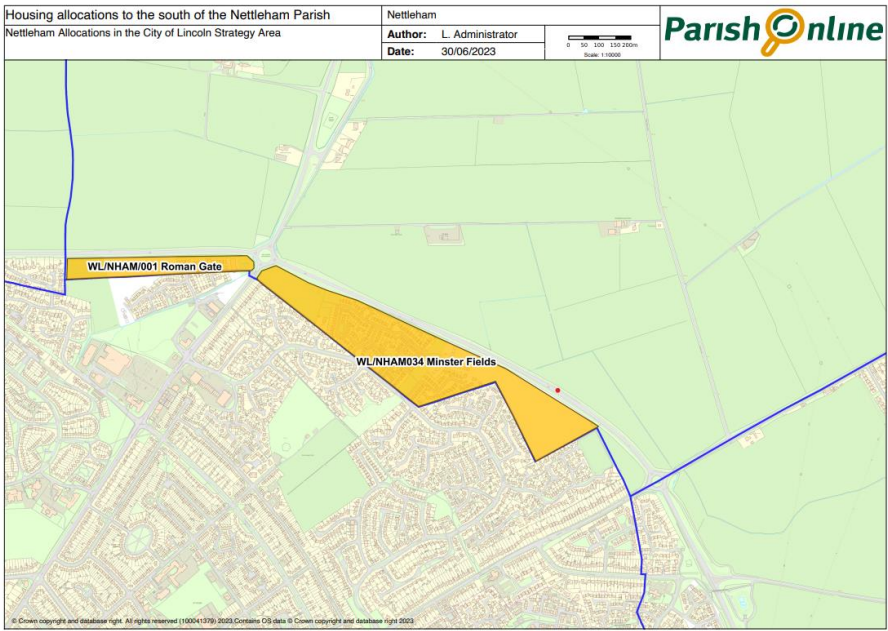 Housing allocations to the south of the Nettleham Parish
Nettleham Allocations in the City of Lincoln Strategy Area
Nettleham
Author: L. Administrator
Date: 30/06/2023
0 50 100 150 200m
Scale: 1:10000
Parish Online
WL/NHAM/001 Roman Gate
WL/NHAM034 Minster Fields
© Crown copyright and database right. All rights reserved (100041379) 2023 Contains OS data © Crown copyright and database right 2023